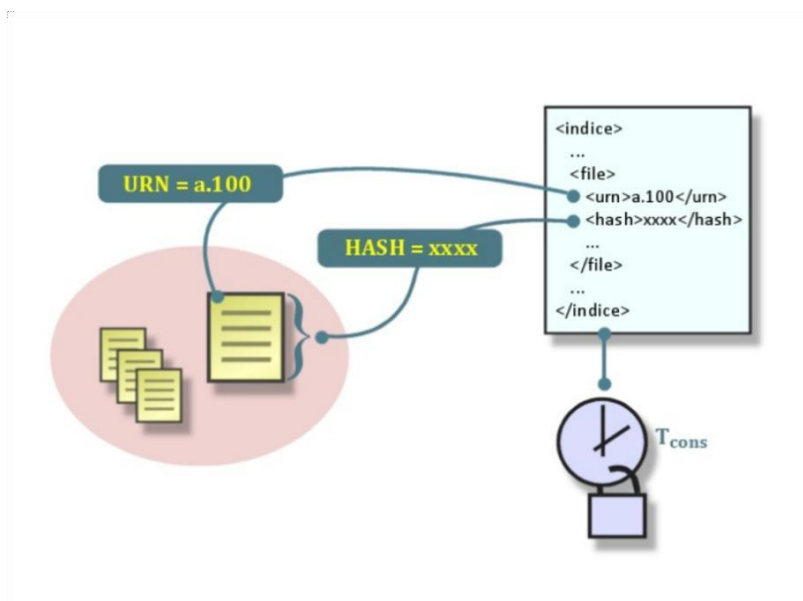 URN = a.100
HASH = xxxx
<indice>
...
<file>
<urn>a.100</urn>
<hash>xxxx</hash>
...
</file>
...
</indice>
Tcons